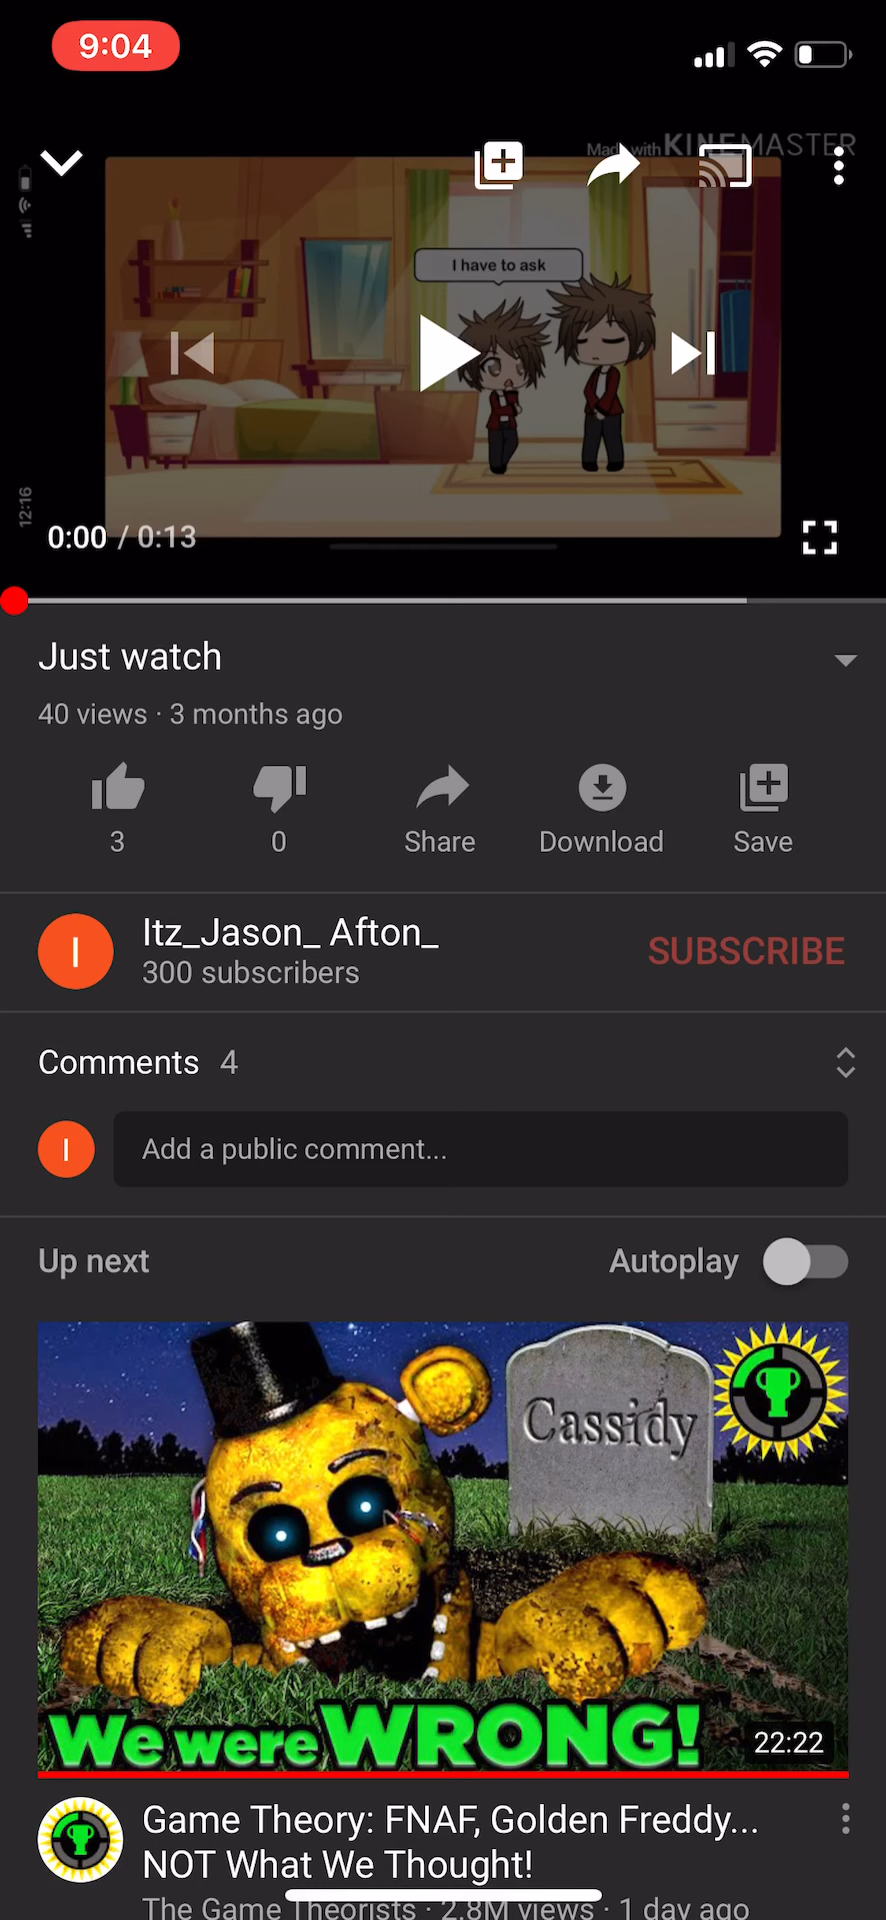 9:04
Made with KINEMASTER
I have to ask
12:16
0:00 / 0:13
Just watch
40 views · 3 months ago
3
0
Share
Download
Save
I
Itz_Jason_ Afton_
300 subscribers
SUBSCRIBE
Comments 4
I
Add a public comment...
Up next
Autoplay
Cassidy
We were WRONG!
22:22
Game Theory: FNAF, Golden Freddy...
NOT What We Thought!
The Game Theorists · 2.8M views · 1 day ago